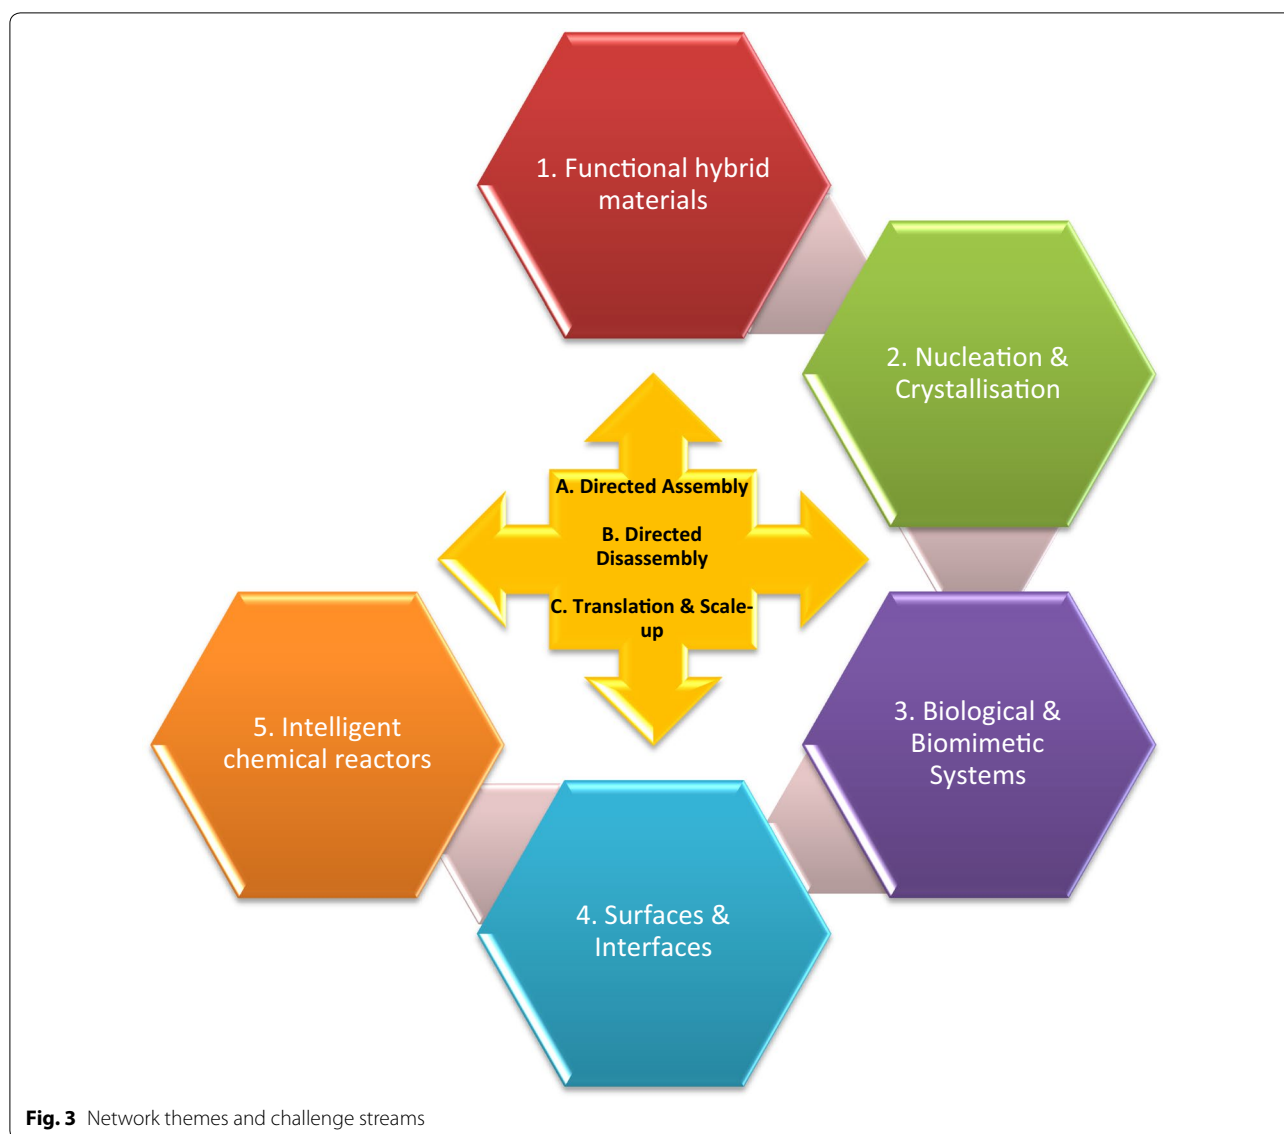 1. Functional hybrid
materials
2. Nucleation &
Crystallisation
A. Directed Assembly
B. Directed
Disassembly
C. Translation & Scale-
up
3. Biological &
Biomimetic
Systems
5. Intelligent
chemical reactors
4. Surfaces &
Interfaces
Fig. 3 Network themes and challenge streams